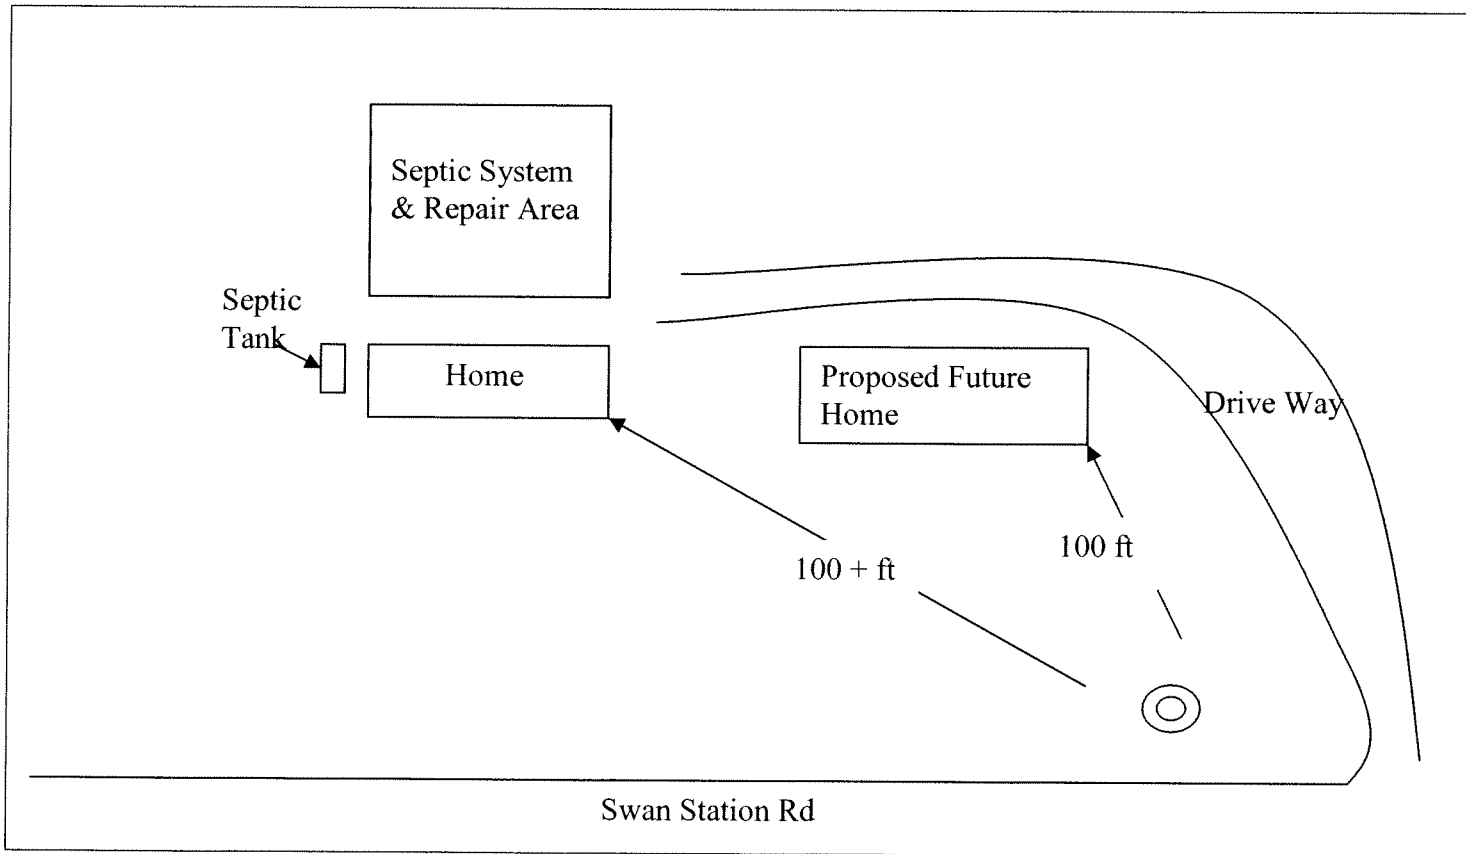 Septic System
& Repair Area
Septic
Tank
Home
Proposed Future
Home
Drive Way
100 ft
100 + ft
Swan Station Rd